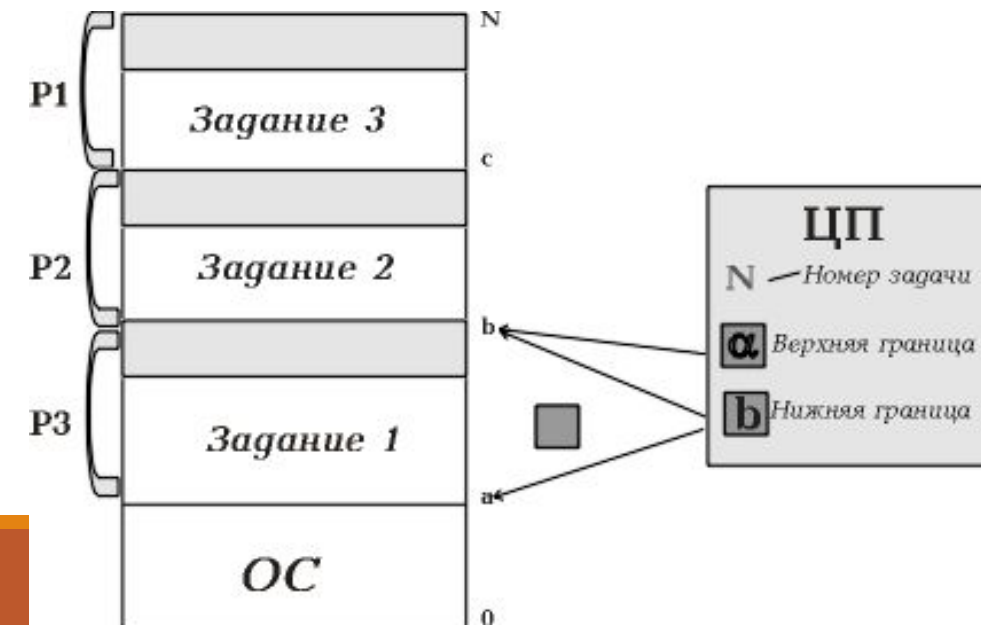 N
P1
Задание 3
c
P2
Задание 2
b
P3
Задание 1
a
ОС
0
ЦП
N Номер задачи
α Верхняя граница
b Нижняя граница